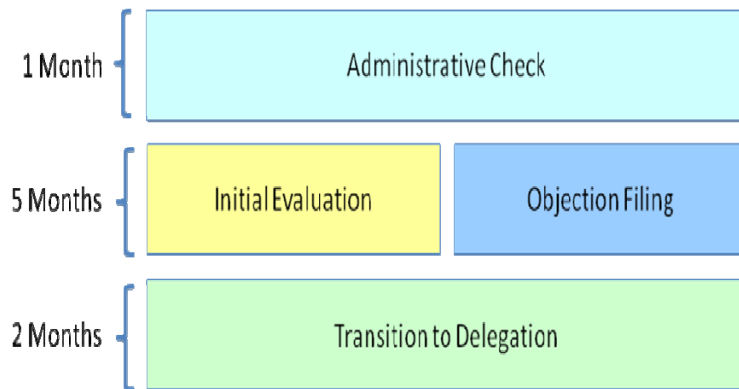 1 Month
Administrative Check
5 Months
Initial Evaluation
Objection Filing
2 Months
Transition to Delegation